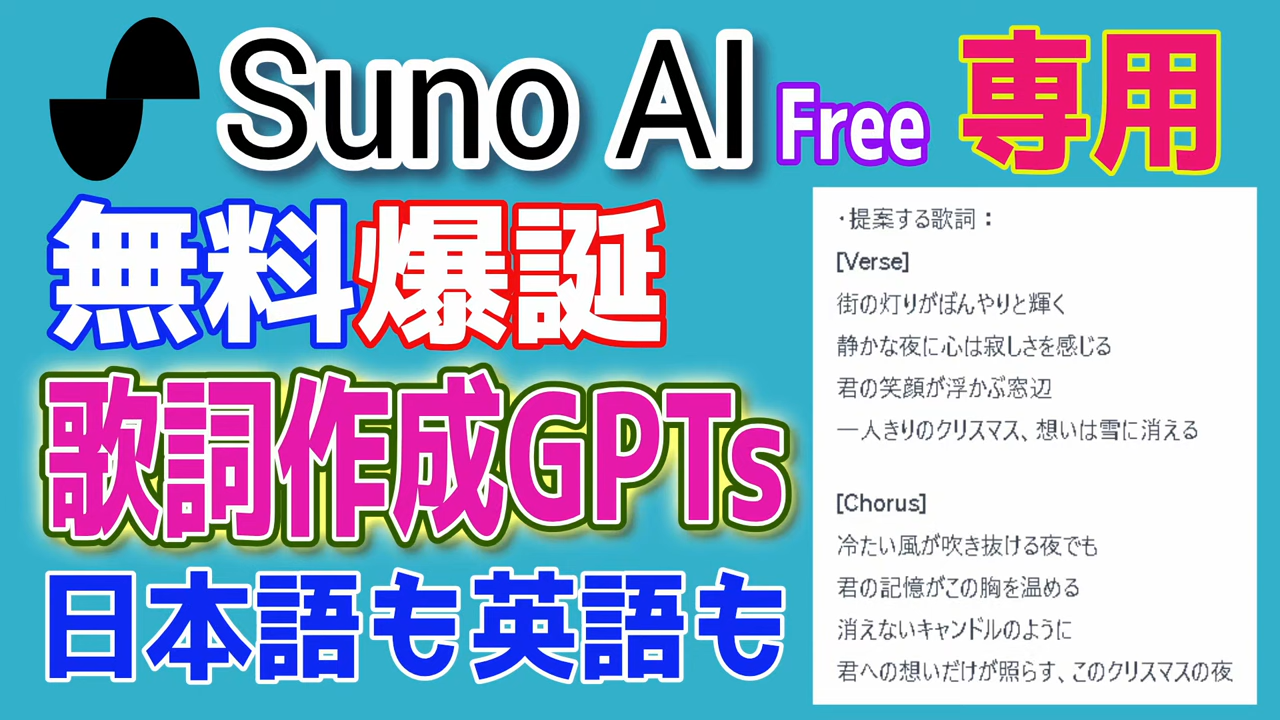 Suno AI Free 専用
無料爆誕
歌詞作成GPTs
日本語も英語も
・提案する歌詞：
[Verse]
街の灯りがぼんやりと輝く
静かな夜に心は寂しさを感じる
君の笑顔が浮かぶ窓辺
一人きりのクリスマス、想いは雪に消える
[Chorus]
冷たい風が吹き抜ける夜でも
君の記憶がこの胸を温める
消えないキャンドルのように
君への想いだけが照らす、このクリスマスの夜